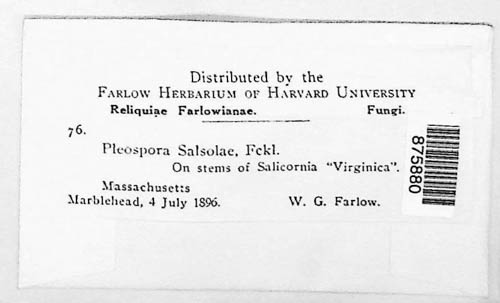 Distributed by the
FARLOW HERBARIUM OF HARVARD UNIVERSITY
Reliquiae Farlowianae. Fungi.
76.
Pleospora Salsolae, Fckl.
On stems of Salicornia "Virginica".
Massachusetts
Marblehead, 4 July 1896. W. G. Farlow.
875880